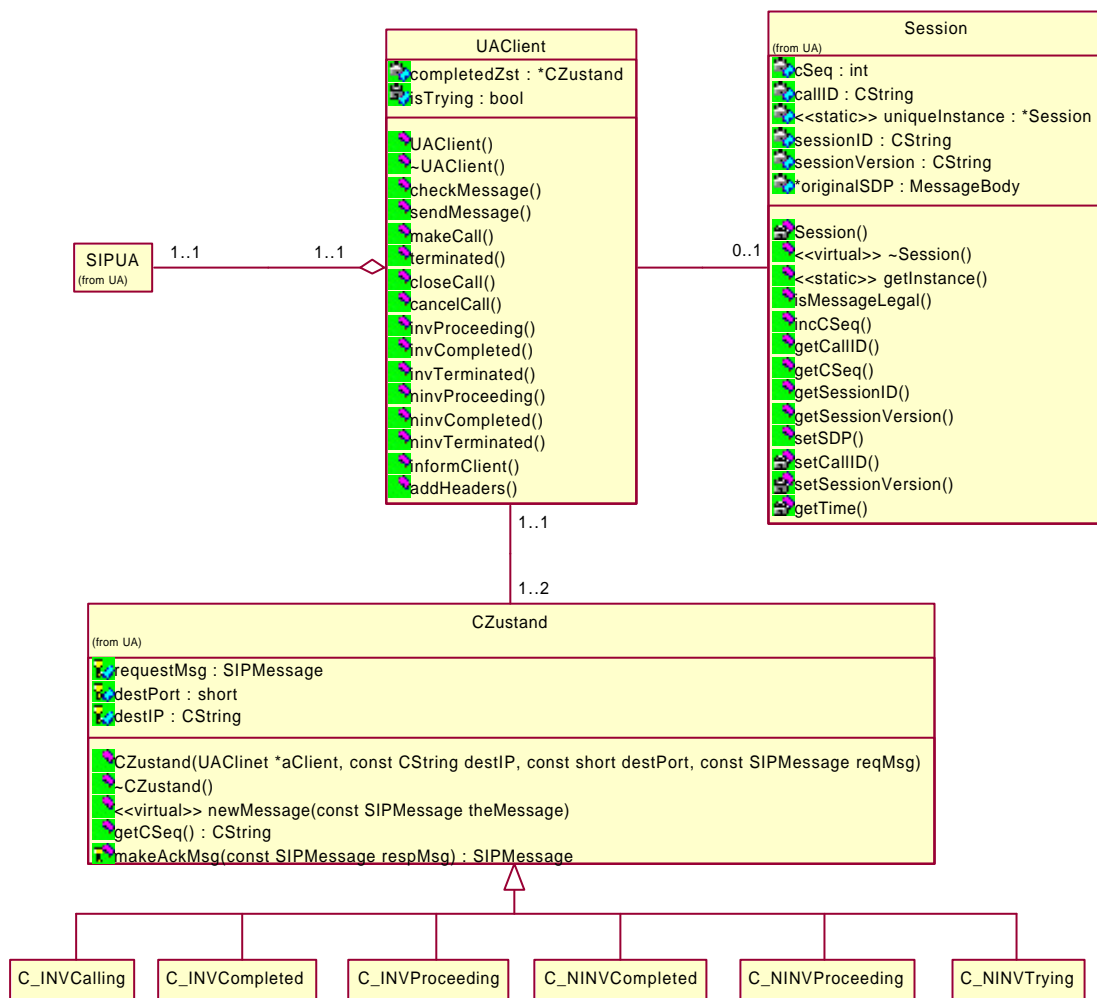 UAClient
completedZst : *CZustand
isTrying : bool
UAClient()
~UAClient()
checkMessage()
sendMessage()
makeCall()
terminated()
closeCall()
cancelCall()
invProceeding()
invCompleted()
invTerminated()
ninvProceeding()
ninvCompleted()
ninvTerminated()
informClient()
addHeaders()
Session
(from UA)
cSeq : int
callID : CString
<<static>> uniqueInstance : *Session
sessionID : CString
sessionVersion : CString
*originalSDP : MessageBody
Session()
<<virtual>> ~Session()
<<static>> getInstance()
isMessageLegal()
incCSeq()
getCallID()
getCSeq()
getSessionID()
getSessionVersion()
setSDP()
setCallID()
setSessionVersion()
getTime()
SIPUA
(from UA)
1..1
1..1
0..1
1..1
1..2
CZustand
(from UA)
requestMsg : SIPMessage
destPort : short
destIP : CString
CZustand(UAClinet *aClient, const CString destIP, const short destPort, const SIPMessage reqMsg)
~CZustand()
<<virtual>> newMessage(const SIPMessage theMessage)
getCSeq() : CString
makeAckMsg(const SIPMessage respMsg) : SIPMessage
C_INVCalling
C_INVCompleted
C_INVProceeding
C_NINVCompleted
C_NINVProceeding
C_NINVTrying